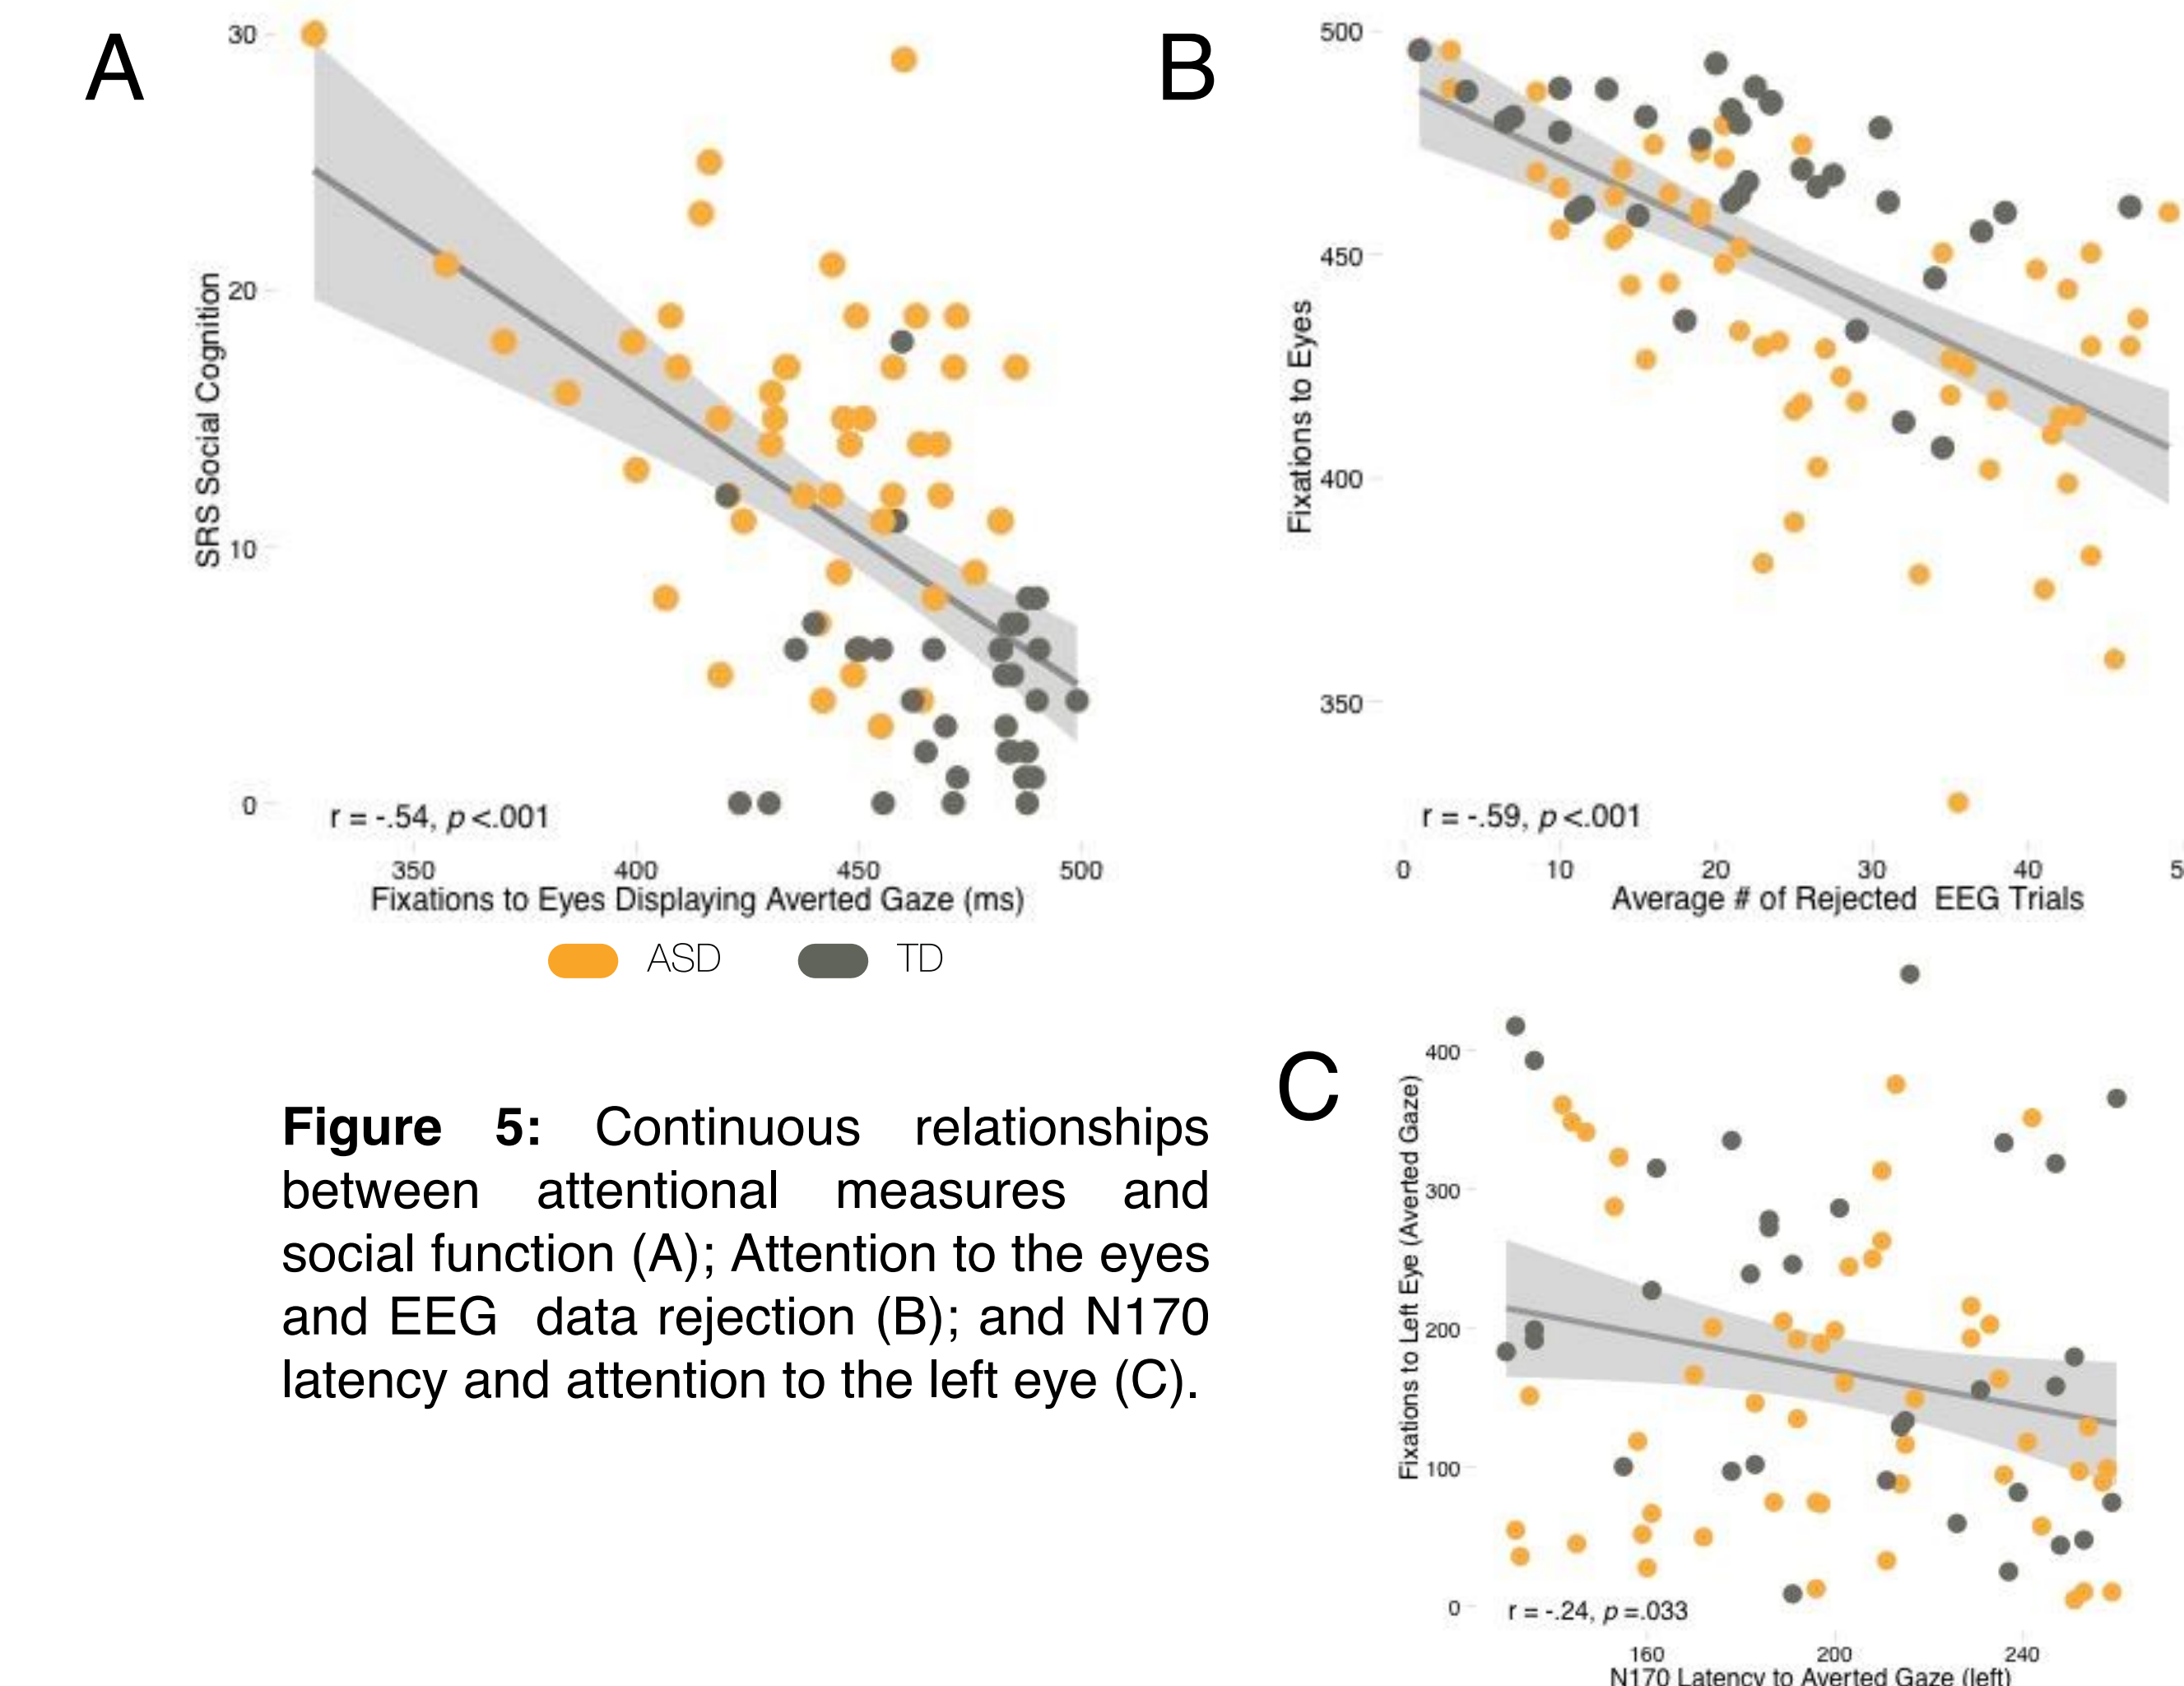 A
30
20
10
0
SRS Social Cognition
r = -.54, p <.001
350 400 450 500
Fixations to Eyes Displaying Averted Gaze (ms)
ASD TD
B
500
450
400
350
Fixations to Eyes
r = -.59, p <.001
0 10 20 30 40 5
Average # of Rejected EEG Trials
Figure 5: Continuous relationships
between attentional measures and
social function (A); Attention to the eyes
and EEG data rejection (B); and N170
latency and attention to the left eye (C).
C
400
300
200
100
0
Fixations to Left Eye (Averted Gaze)
r = -.24, p =.033
160 200 240
N170 Latency to Averted Gaze (left)